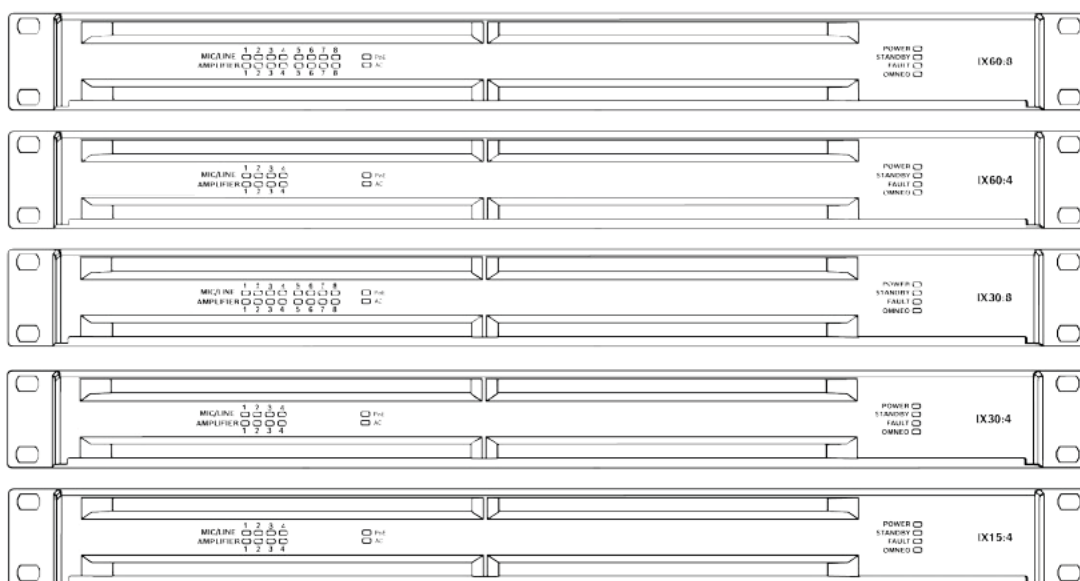 1 2 3 4 5 6 7 8
MIC/LINE PoE POWER
AMPLIFIER AC STANDBY
1 2 3 4 5 6 7 8 FAULT
OMNEO
IX60:8
1 2 3 4
MIC/LINE PoE POWER
AMPLIFIER AC STANDBY
1 2 3 4 FAULT
OMNEO
IX60:4
1 2 3 4 5 6 7 8
MIC/LINE PoE POWER
AMPLIFIER AC STANDBY
1 2 3 4 5 6 7 8 FAULT
OMNEO
IX30:8
1 2 3 4
MIC/LINE PoE POWER
AMPLIFIER AC STANDBY
1 2 3 4 FAULT
OMNEO
IX30:4
1 2 3 4
MIC/LINE PoE POWER
AMPLIFIER AC STANDBY
1 2 3 4 FAULT
OMNEO
IX15:4